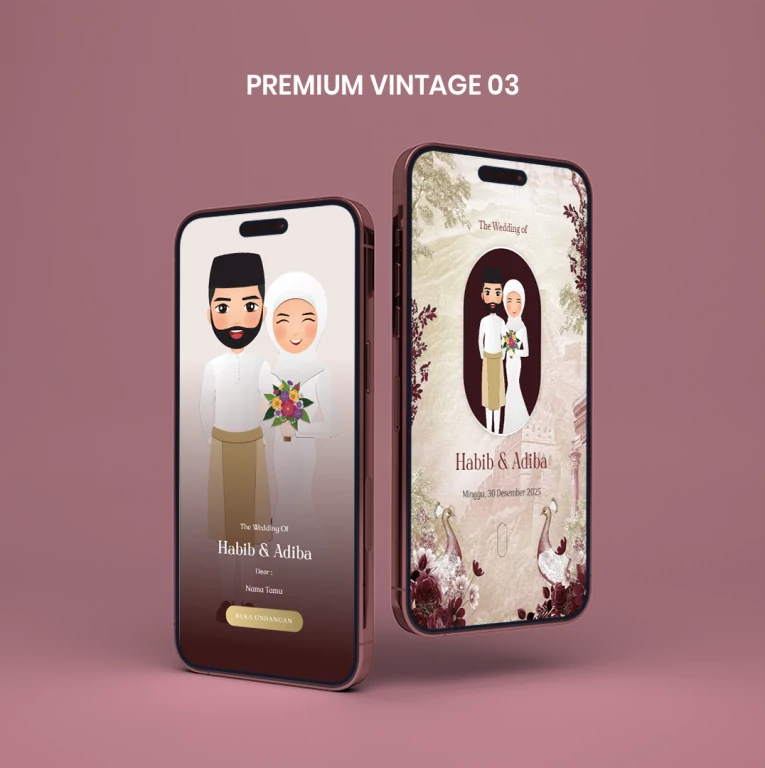 PREMIUM VINTAGE 03
The Wedding Of
Habib & Adiba
Dear :
Nama Tamu
BUKA UNDANGAN
The Wedding of
Habib & Adiba
Minggu, 30 Desember 2025